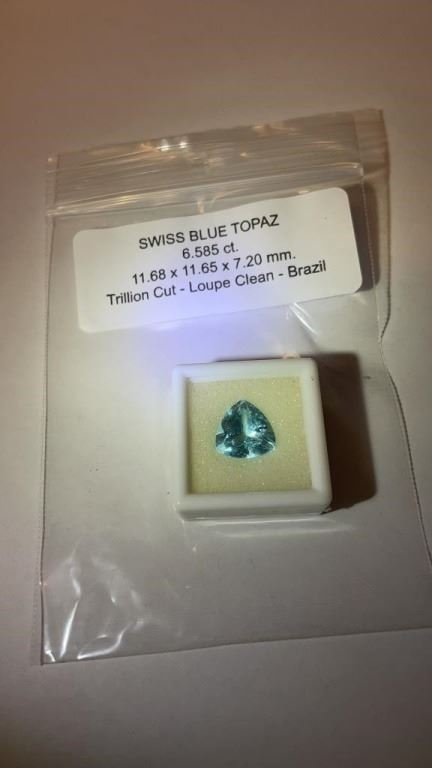 SWISS BLUE TOPAZ
6.585 ct.
11.68 x 11.65 x 7.20 mm.
Trillion Cut - Loupe Clean - Brazil